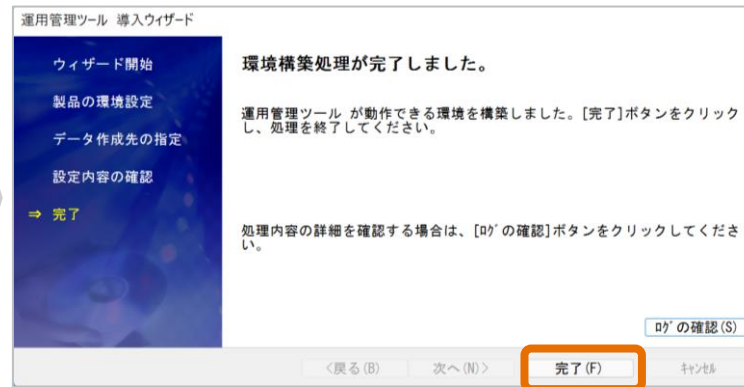 運用管理ツール 導入ウィザード
ウィザード開始
製品の環境設定
データ作成先の指定
設定内容の確認
⇒ 完了
環境構築処理が完了しました。
運用管理ツール が動作できる環境を構築しました。[完了]ボタンをクリック
し、処理を終了してください。
処理内容の詳細を確認する場合は、[ﾛｸﾞの確認]ボタンをクリックしてくださ
い。
ﾛｸﾞの確認(S)
<戻る(B)
次へ(N)>
完了(F)
ｷｬﾝｾﾙ